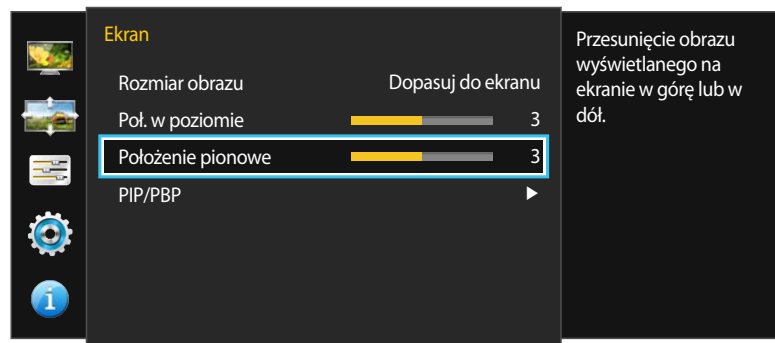 Ekran
Rozmiar obrazu Dopasuj do ekranu
Poł. w poziomie 3
Położenie pionowe 3
PIP/PBP
Przesunięcie obrazu
wyświetlanego na
ekranie w górę lub w
dół.